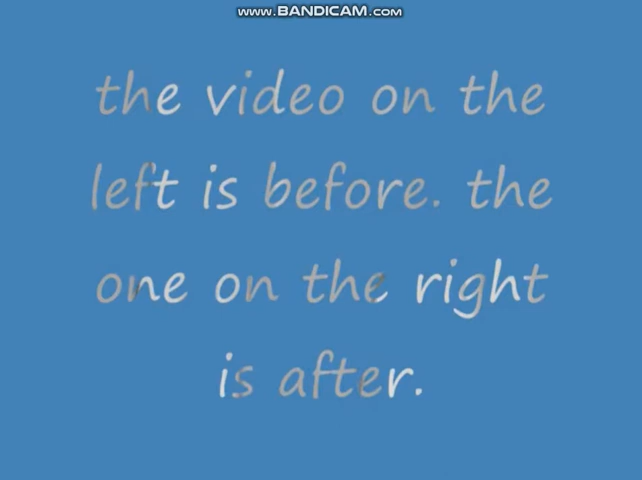 www.BANDICAM.com
the video on the
left is before. the
one on the right
is after.